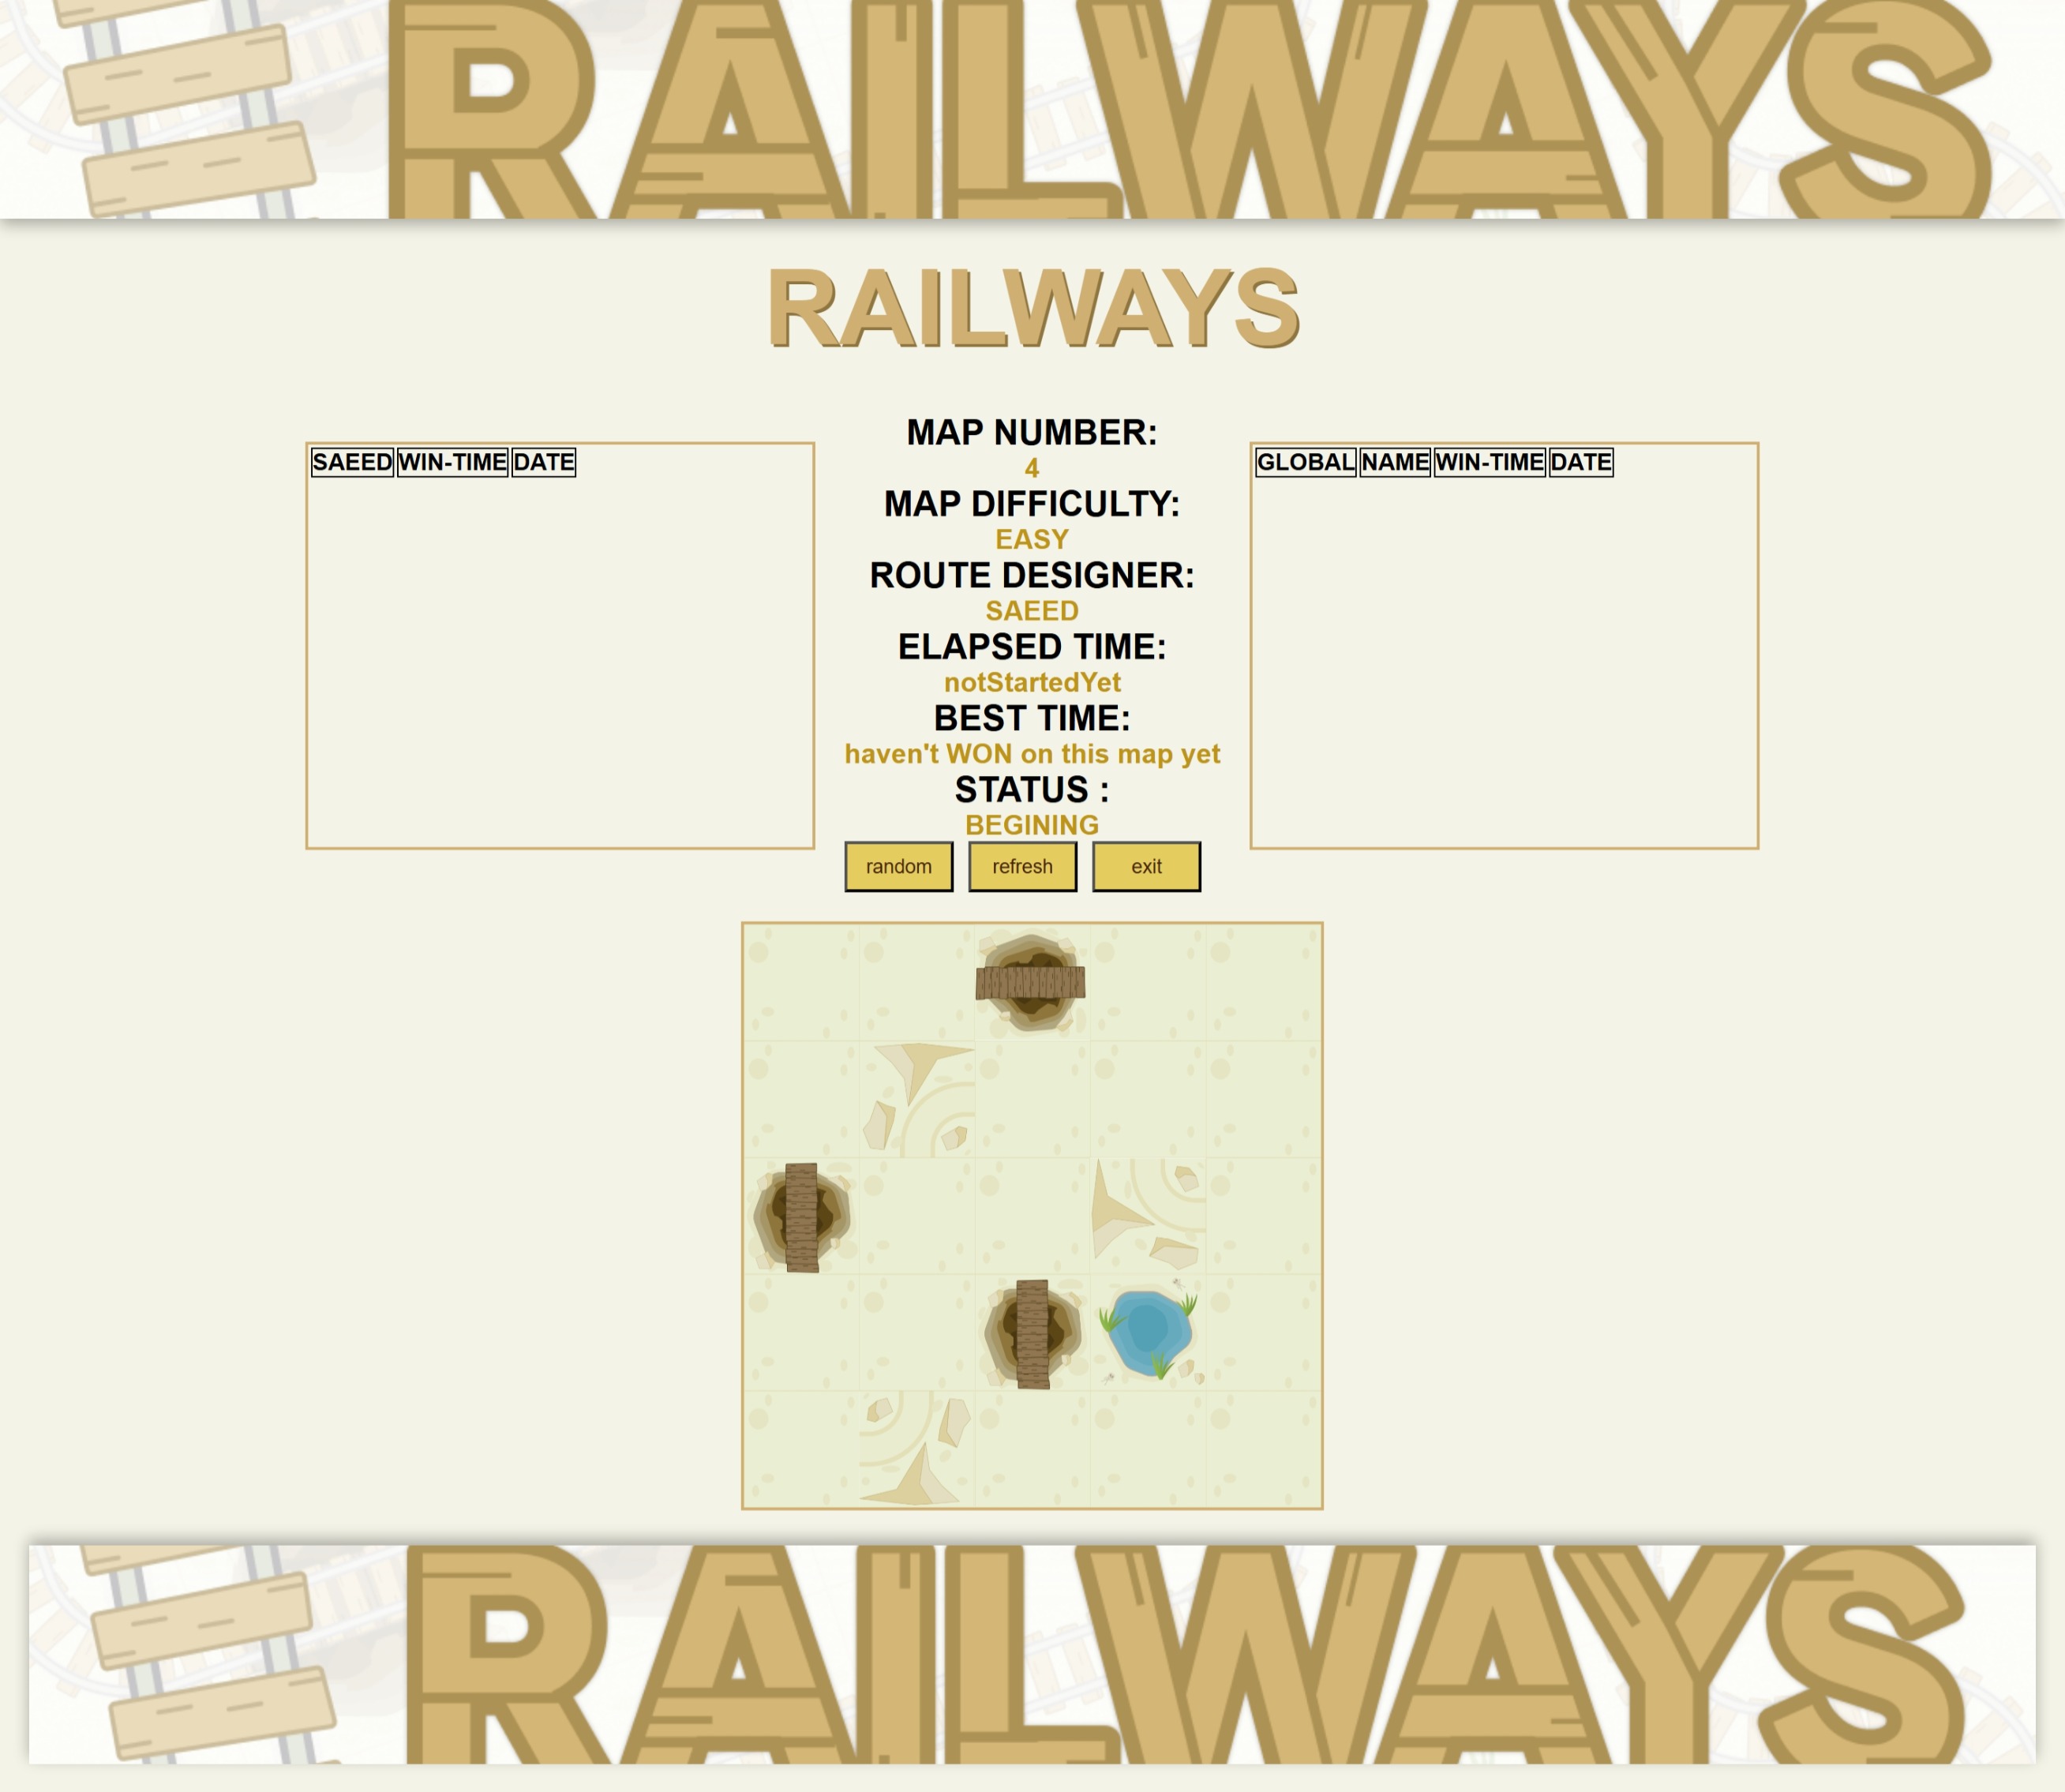 RAILWAYS
RAILWAYS
SAEED WIN-TIME DATE
MAP NUMBER:
4
MAP DIFFICULTY:
EASY
ROUTE DESIGNER:
SAEED
ELAPSED TIME:
notStartedYet
BEST TIME:
haven't WON on this map yet
STATUS :
BEGINING
random refresh exit
GLOBAL NAME WIN-TIME DATE
RAILWAYS